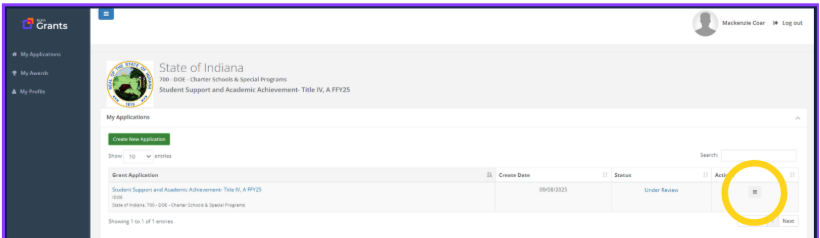 Grants
Mackenzie Coar Log out
My Applications
My Awards
My Profile
State of Indiana
700 - DOE - Charter Schools & Special Programs
Student Support and Academic Achievement- Title IV, A FFY25
My Applications
Create New Application
Show 10 entries
Search:
Grant Application Create Date Status
Student Support and Academic Achievement- Title IV, A FFY25 09/08/2025 Under Review
IDOE
State of Indiana, 700 - DOE - Charter Schools & Special Programs
Showing 1 to 1 of 1 entries
Next